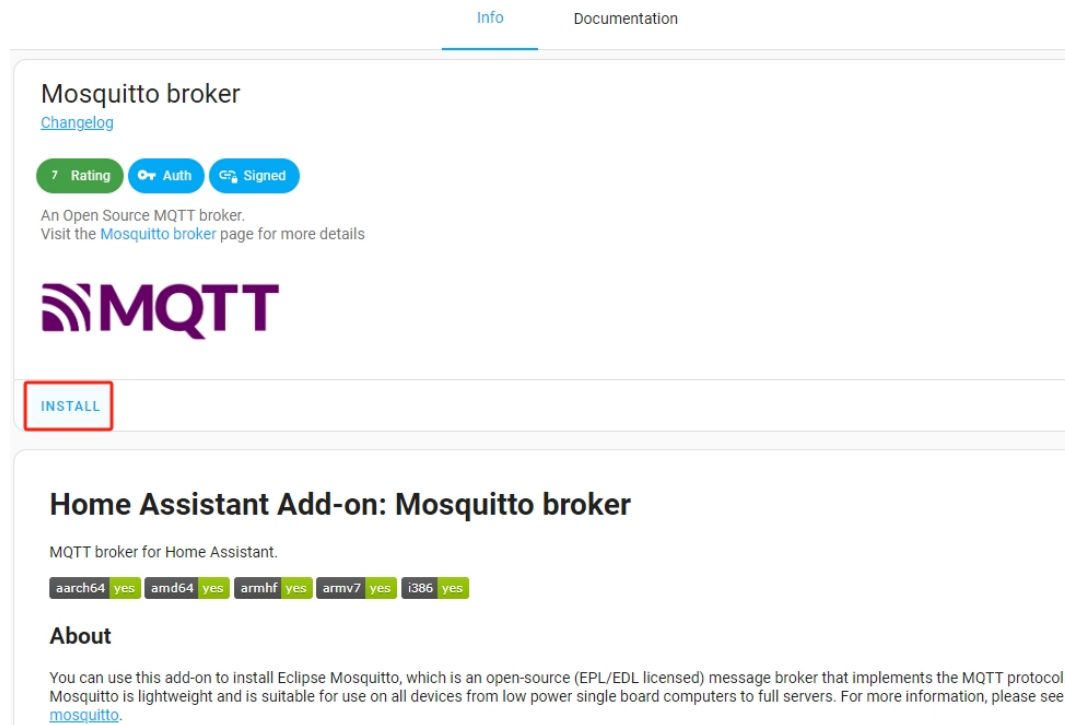 Info Documentation
Mosquitto broker
Changelog
7 Rating Auth Signed
An Open Source MQTT broker.
Visit the Mosquitto broker page for more details
MQTT
INSTALL
Home Assistant Add-on: Mosquitto broker
MQTT broker for Home Assistant.
aarch64 yes amd64 yes armhf yes armv7 yes i386 yes
About
You can use this add-on to install Eclipse Mosquitto, which is an open-source (EPL/EDL licensed) message broker that implements the MQTT protocol
Mosquitto is lightweight and is suitable for use on all devices from low power single board computers to full servers. For more information, please see
mosquitto.